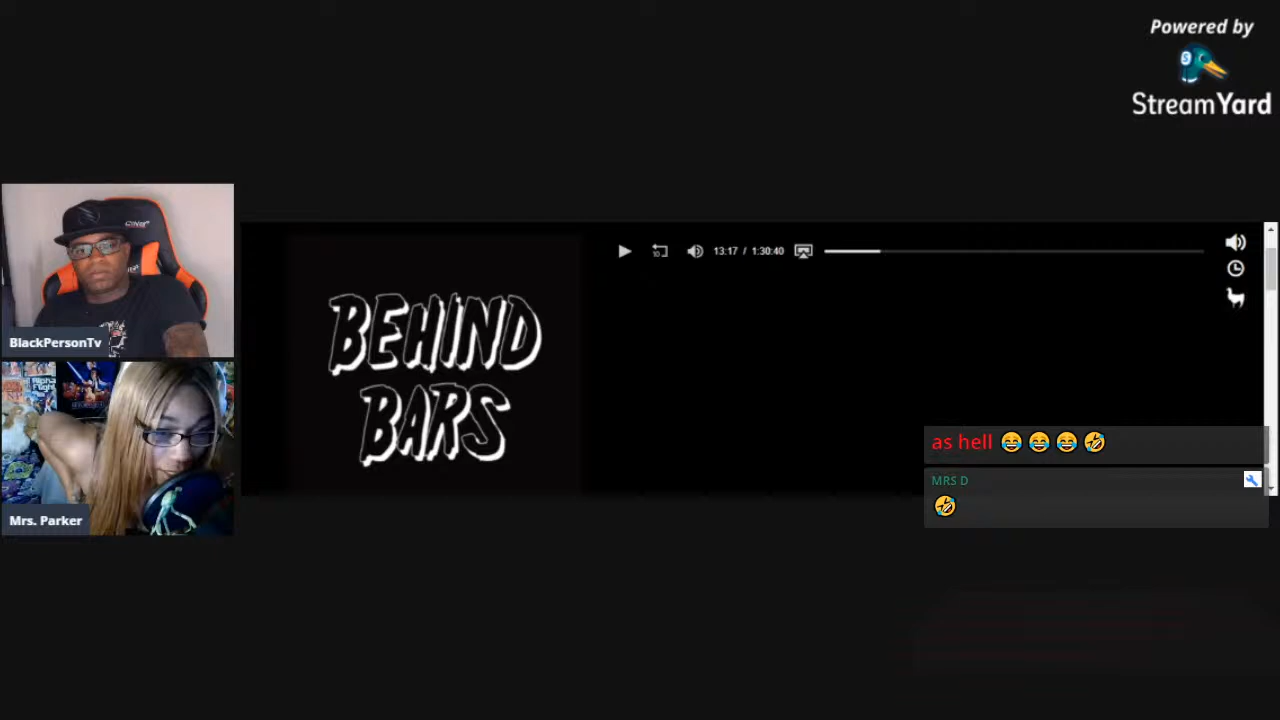 Powered by
StreamYard
BlackPersonTv
Mrs. Parker
BEHIND
BARS
13:17 / 1:30:40
as hell 😂 😂 😂 🤣
MRS D
🤣